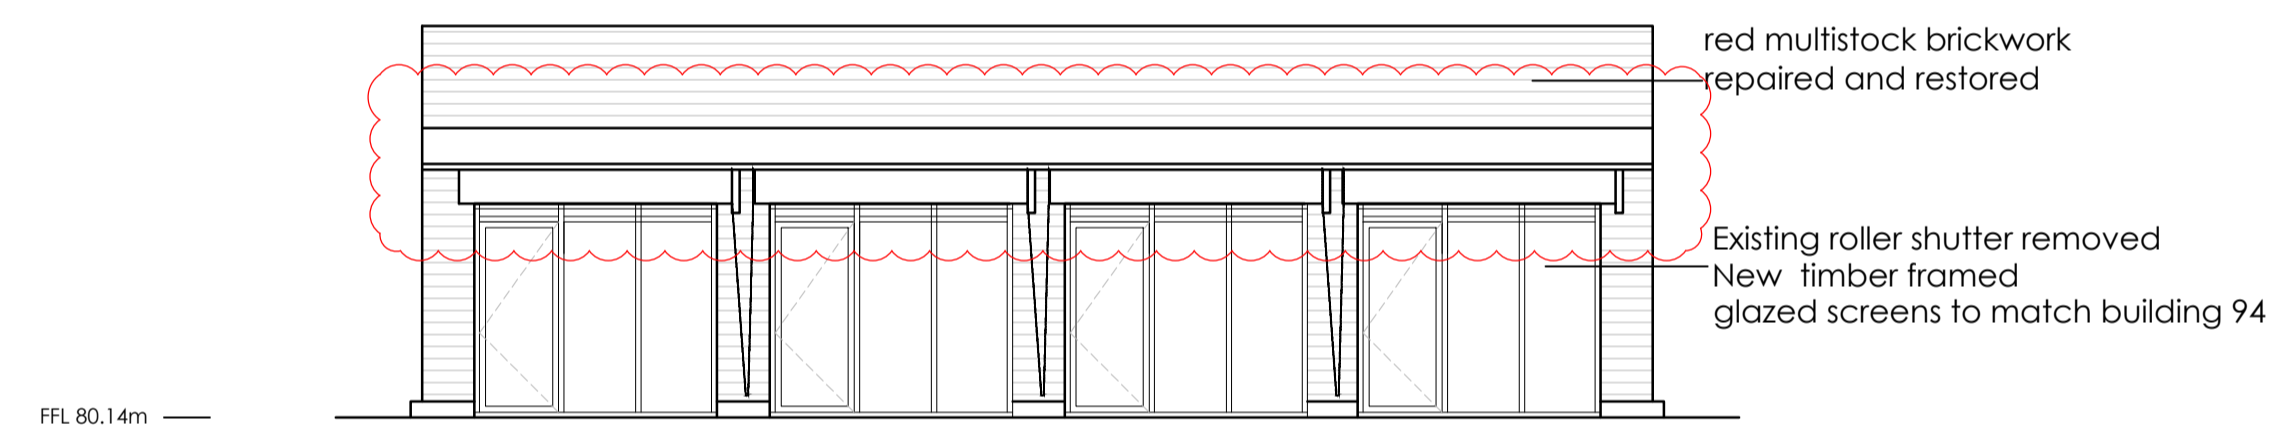 red multistock brickwork
repaired and restored
Existing roller shutter removed
New  timber framed
glazed screens to match building 94
FFL 80.14m